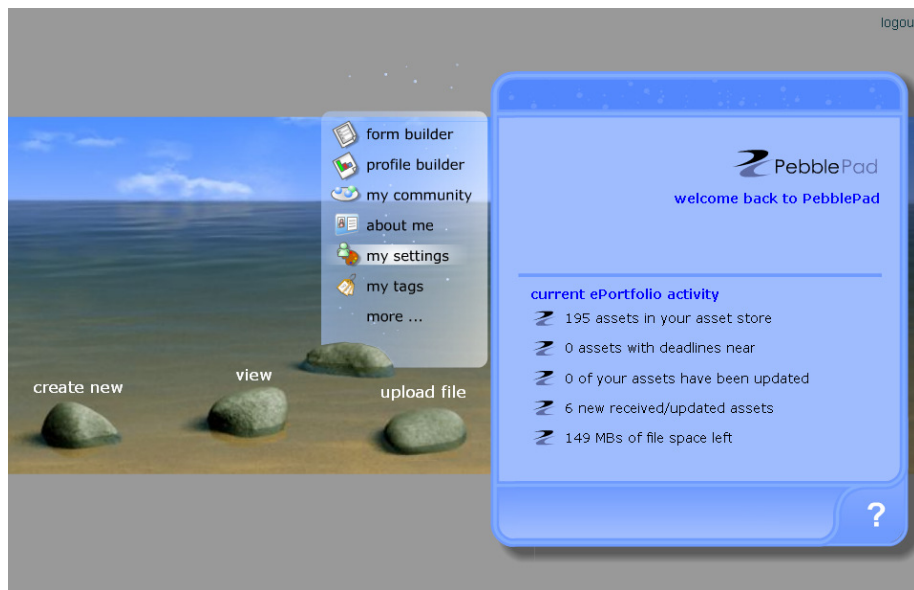 logou
form builder
profile builder
my community
about me
my settings
my tags
more ...
create new
view
upload file
PebblePad
welcome back to PebblePad
current ePortfolio activity
195 assets in your asset store
0 assets with deadlines near
0 of your assets have been updated
6 new received/updated assets
149 MBs of file space left
?